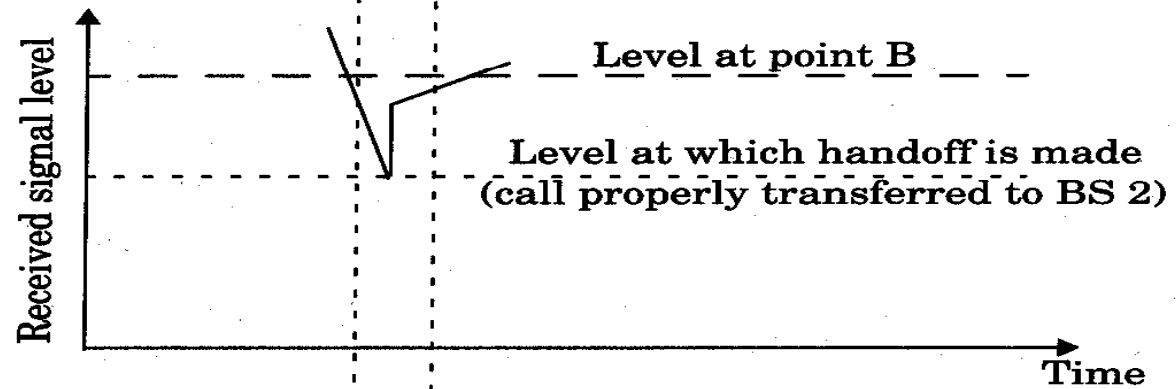 Received signal level
Level at point B
Level at which handoff is made
(call properly transferred to BS 2)
Time